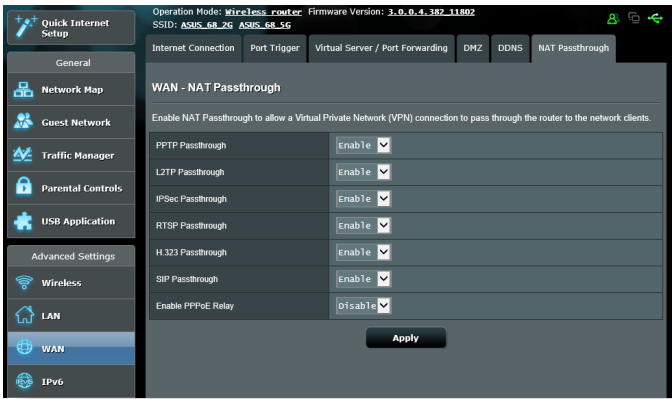 Quick Internet
Setup
Operation Mode: Wireless router Firmware Version: 3.0.0.4.382_11802
SSID: ASUS_68_2G ASUS_68_5G
Internet Connection Port Trigger Virtual Server / Port Forwarding DMZ DDNS NAT Passthrough
General
Network Map
Guest Network
Traffic Manager
Parental Controls
USB Application
Advanced Settings
Wireless
LAN
WAN
IPv6
IPv6
WAN - NAT Passthrough
Enable NAT Passthrough to allow a Virtual Private Network (VPN) connection to pass through the router to the network clients.
PPTP Passthrough Enable
L2TP Passthrough Enable
IPSec Passthrough Enable
RTSP Passthrough Enable
H.323 Passthrough Enable
SIP Passthrough Enable
Enable PPPoE Relay Disable
Apply